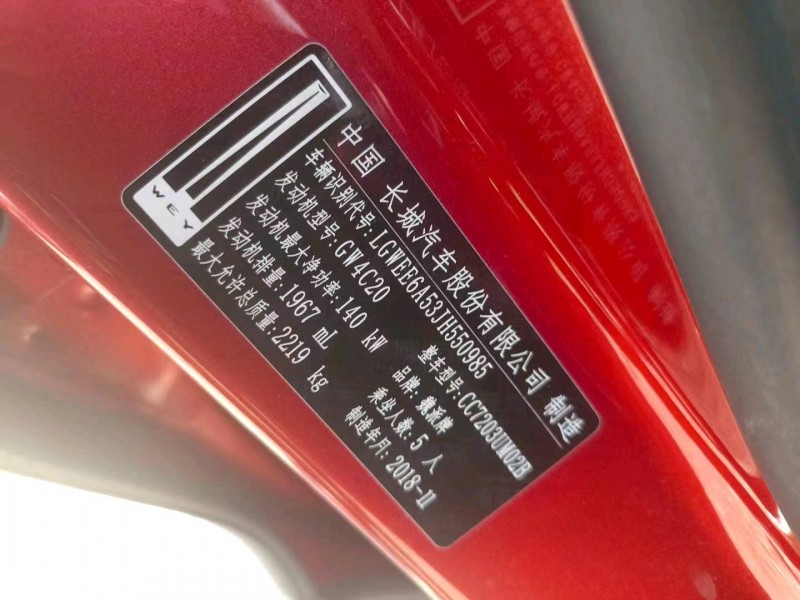 WEY
中国 长城汽车股份有限公司 制造
车辆识别代号: LGWEE6A53JH550985
发动机型号: GW4C20 整车型号: CC7203UM02B
发动机最大净功率: 140 kW 品牌: 魏派牌
发动机排量: 1967 mL 乘坐人数: 5 人
最大允许总质量: 2219 kg 制造年月: 2018-11